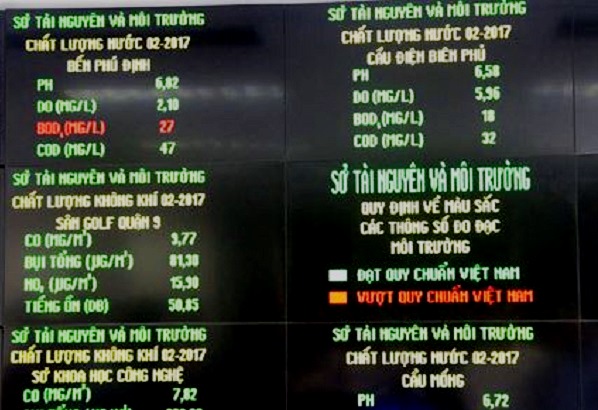 SỞ TÀI NGUYÊN VÀ MÔI TRƯỜNG
CHẤT LƯỢNG NƯỚC 02-2017
BẾN PHÚ ĐỊNH
PH 6,82
DO (MG/L) 2,10
BOD₅(MG/L) 27
COD (MG/L) 47
SỞ TÀI NGUYÊN VÀ MÔI TRƯỜNG
CHẤT LƯỢNG NƯỚC 02-2017
CẦU ĐIỆN BIÊN PHỦ
PH 6,58
DO (MG/L) 5,96
BOD₅(MG/L) 18
COD (MG/L) 32
SỞ TÀI NGUYÊN VÀ MÔI TRƯỜNG
CHẤT LƯỢNG KHÔNG KHÍ 02-2017
SÂN GOLF QUẬN 9
CO (MG/M³) 9,77
BỤI TỔNG (µG/M³) 81,38
NO₂ (µG/M³) 15,90
TIẾNG ỒN (DB) 50,85
SỞ TÀI NGUYÊN VÀ MÔI TRƯỜNG
QUY ĐỊNH VỀ MÀU SẮC
CÁC THÔNG SỐ ĐO ĐẠC
MÔI TRƯỜNG
ĐẠT QUY CHUẨN VIỆT NAM
VƯỢT QUY CHUẨN VIỆT NAM
SỞ TÀI NGUYÊN VÀ MÔI TRƯỜNG
CHẤT LƯỢNG KHÔNG KHÍ 02-2017
SỞ KHOA HỌC CÔNG NGHỆ
CO (MG/M³) 7,82
SỞ TÀI NGUYÊN VÀ MÔI TRƯỜNG
CHẤT LƯỢNG NƯỚC 02-2017
CẦU MỐNG
PH 6,72